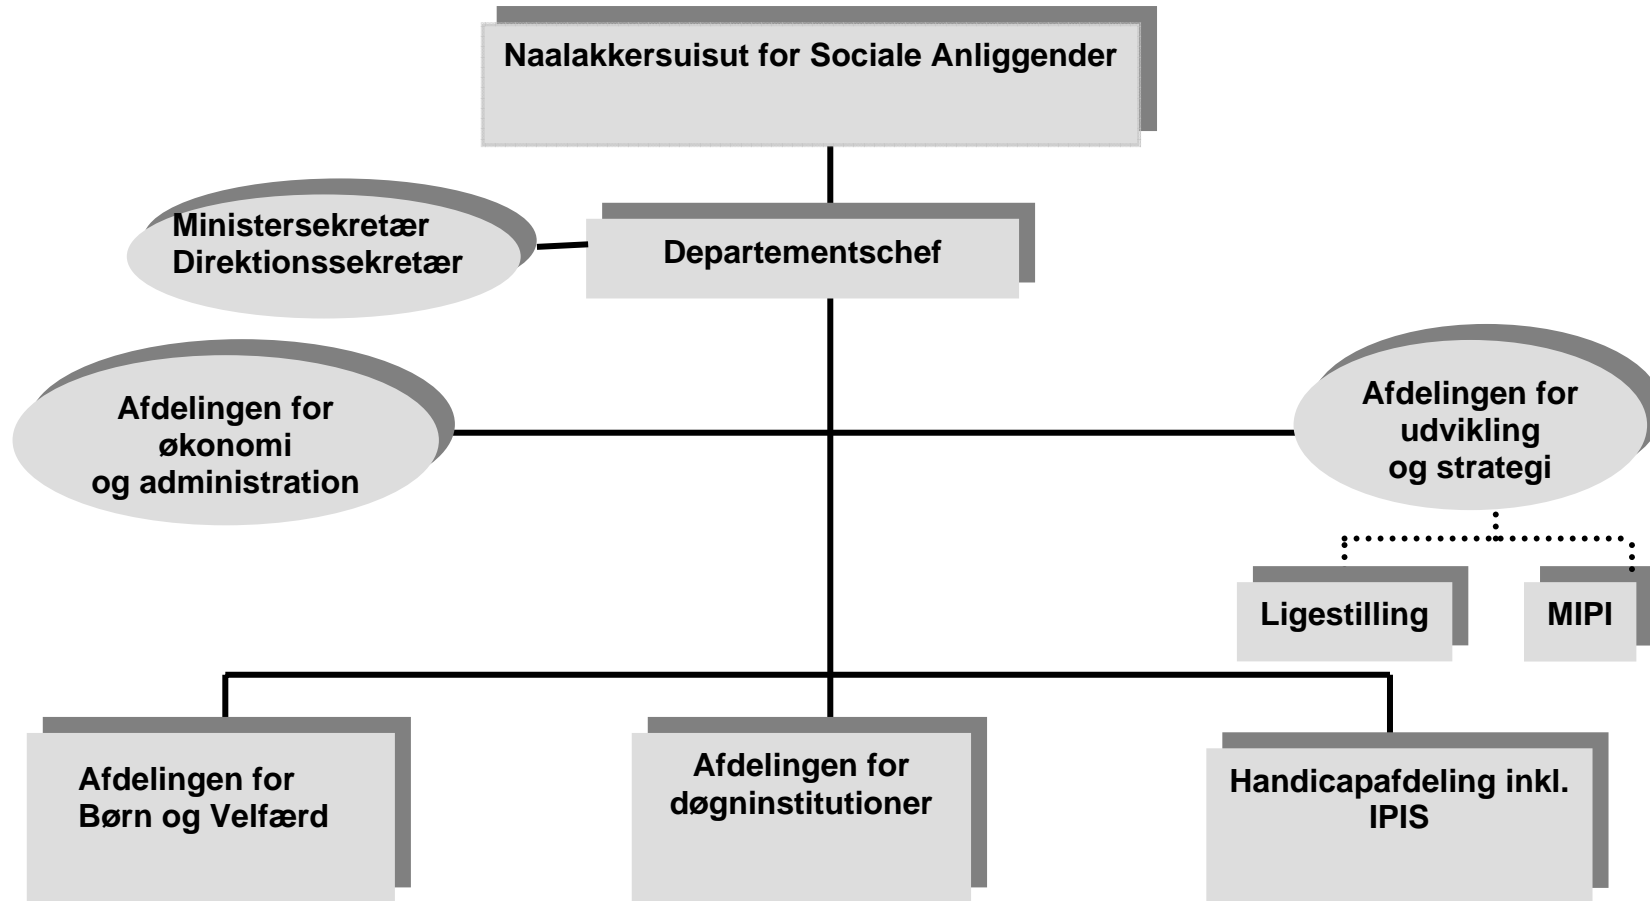 Naalakkersuisut for Sociale Anliggender
Ministersekretær
Direktionssekretær
Departementschef
Afdelingen for
økonomi
og administration
Afdelingen for
udvikling
og strategi
Ligestilling
MIPI
Afdelingen for
Børn og Velfærd
Afdelingen for
døgninstitutioner
Handicapafdeling inkl.
IPIS